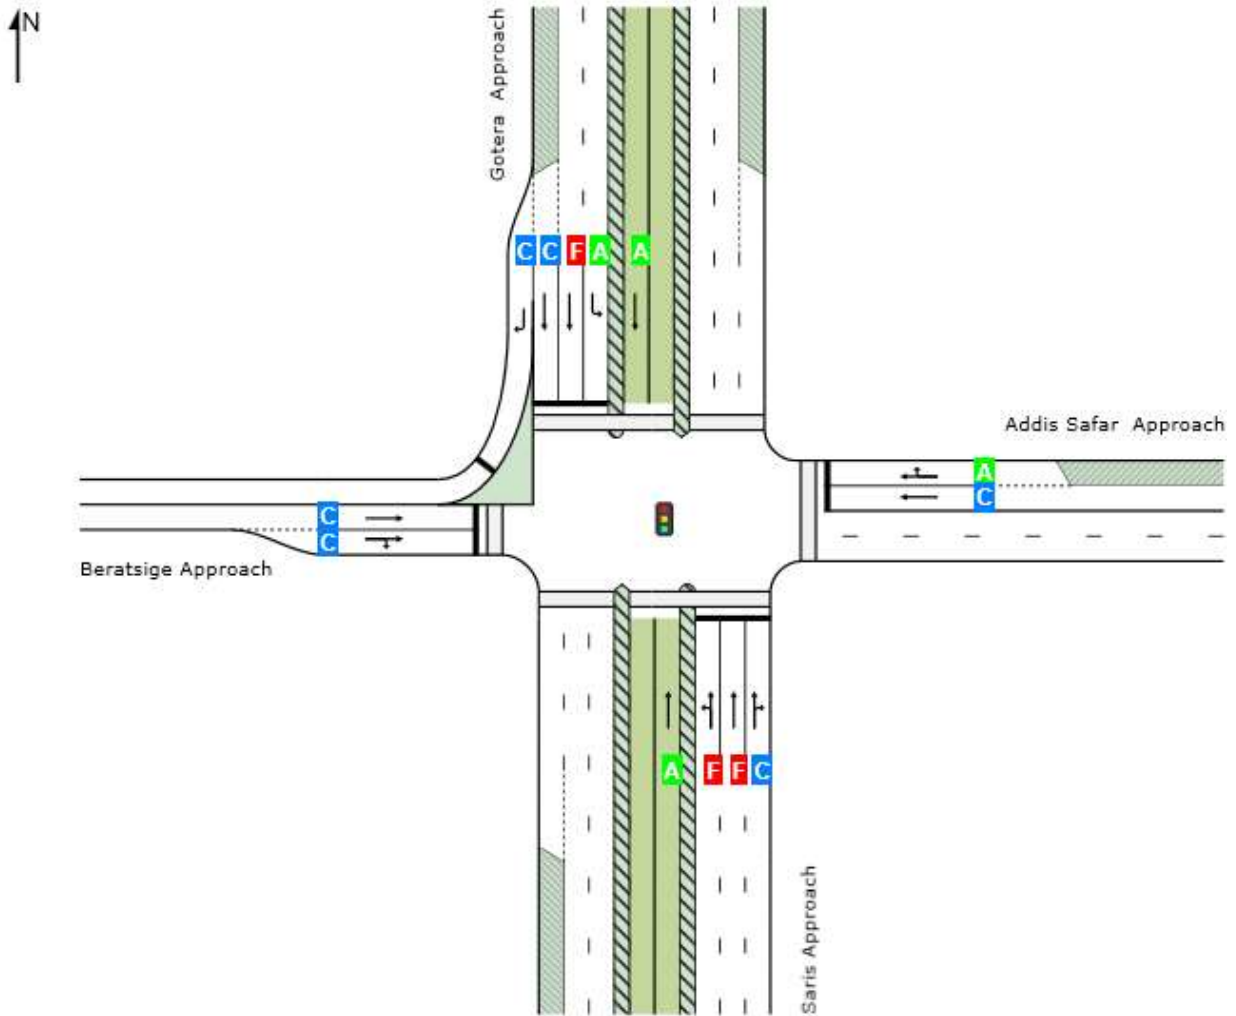 N
Gotera Approach
C C F A A
Addis Safar Approach
A
C
C
C
Beratsige Approach
A F F C
Saris Approach